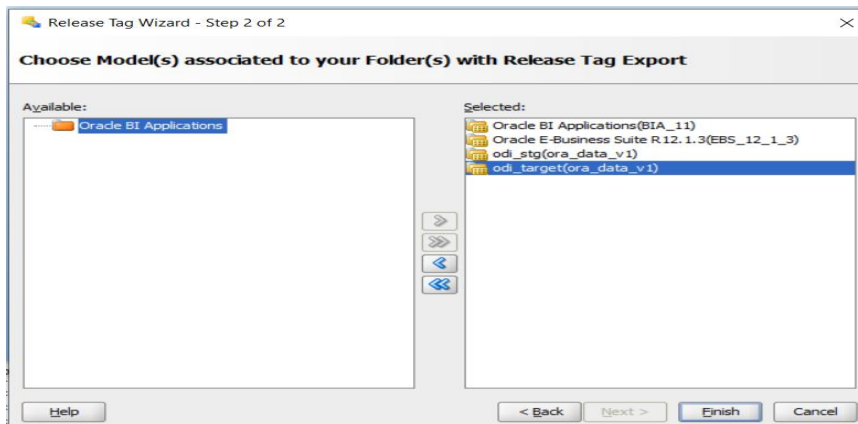 Release Tag Wizard - Step 2 of 2
Choose Model(s) associated to your Folder(s) with Release Tag Export
Available:
Selected:
Oracle BI Applications
Oracle BI Applications(BIA_11)
Oracle E-Business Suite R12.1.3(EBS_12_1_3)
odi_stg(ora_data_v1)
odi_target(ora_data_v1)
Help
< Back
Next >
Finish
Cancel